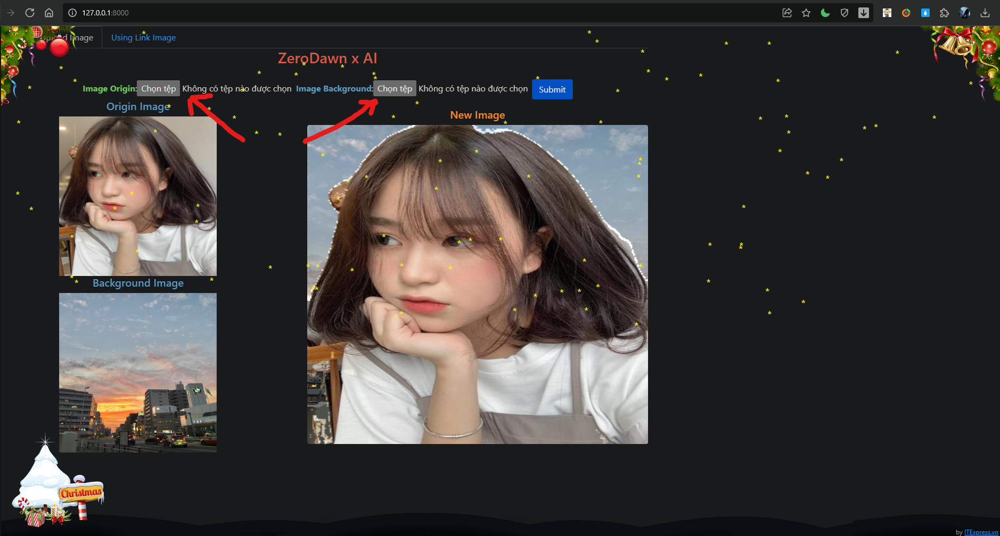 127.0.0.1:8000
Upload Image Using Link Image
ZeroDawn x AI
Image Origin: Chọn tệp Không có tệp nào được chọn Image Background: Chọn tệp Không có tệp nào được chọn Submit
Origin Image
New Image
Background Image
Christmas
by ITExpress.vn